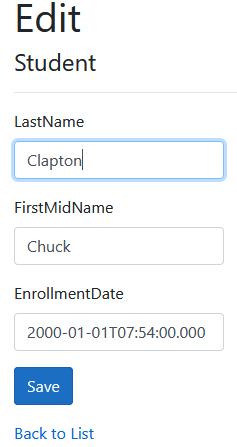 Edit
Student
LastName
Clapton
FirstMidName
Chuck
EnrollmentDate
2000-01-01T07:54:00.000
Save
Back to List